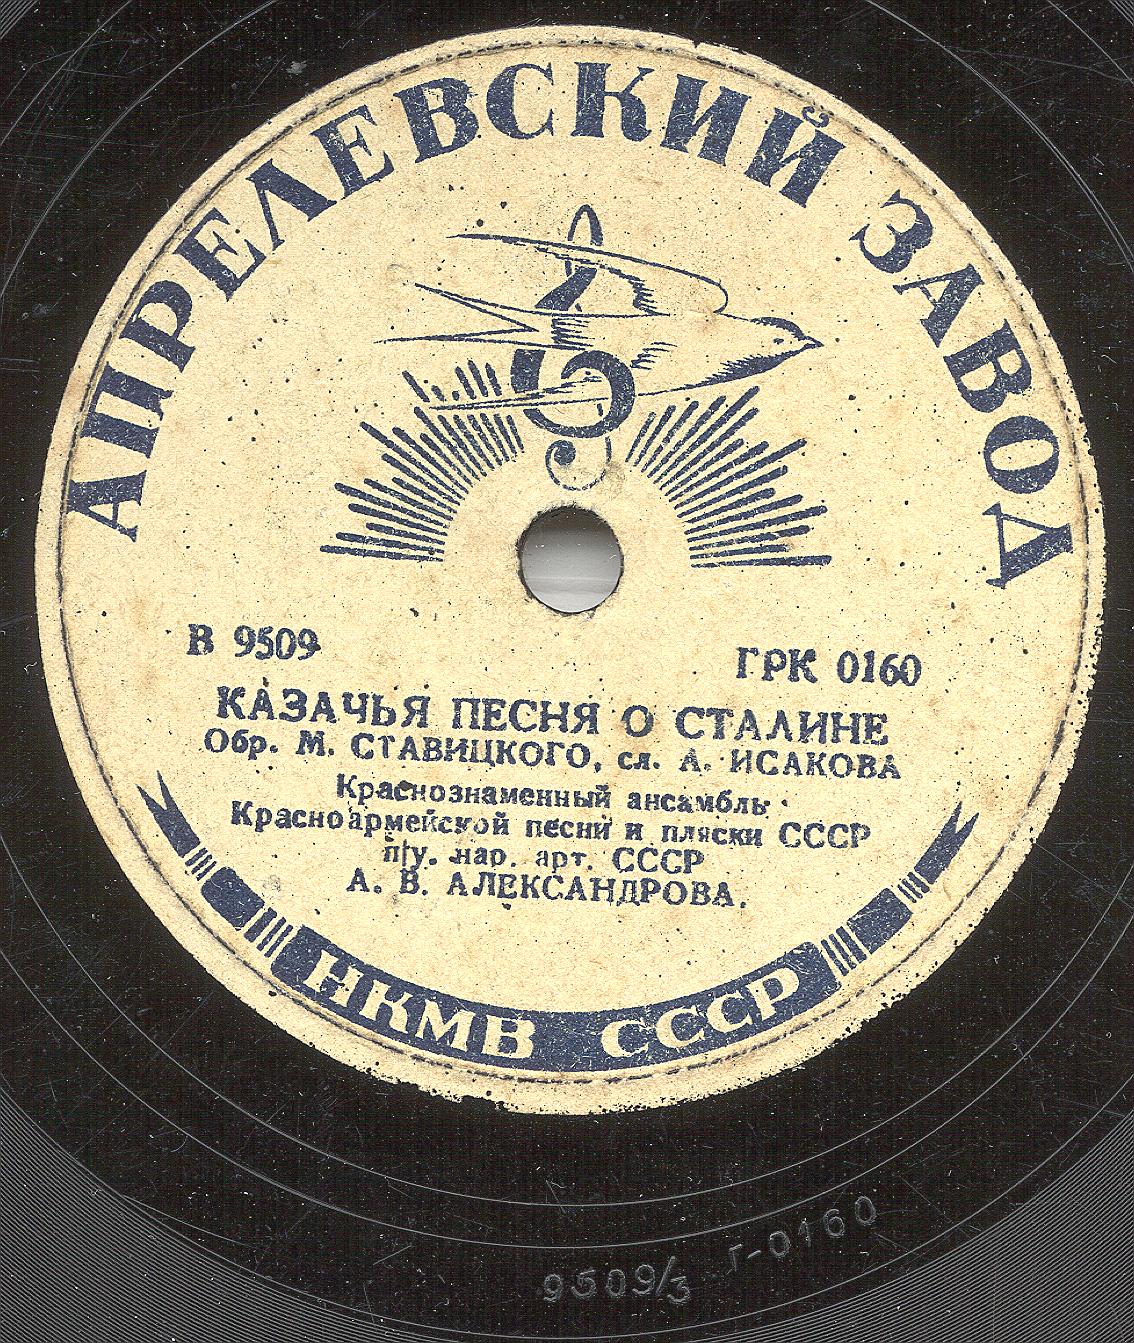 АПРЕЛЕВСКИЙ ЗАВОД
В 9509
ГРК 0160
КАЗАЧЬЯ ПЕСНЯ О СТАЛИНЕ
Обр. М. СТАВИЦКОГО, сл. А. ИСАКОВА
Краснознаменный ансамбль
Красноармейской песни и пляски СССР
п/у. нар. арт. СССР
А. В. АЛЕКСАНДРОВА.
НКМВ СССР
9509/3 Г-0160